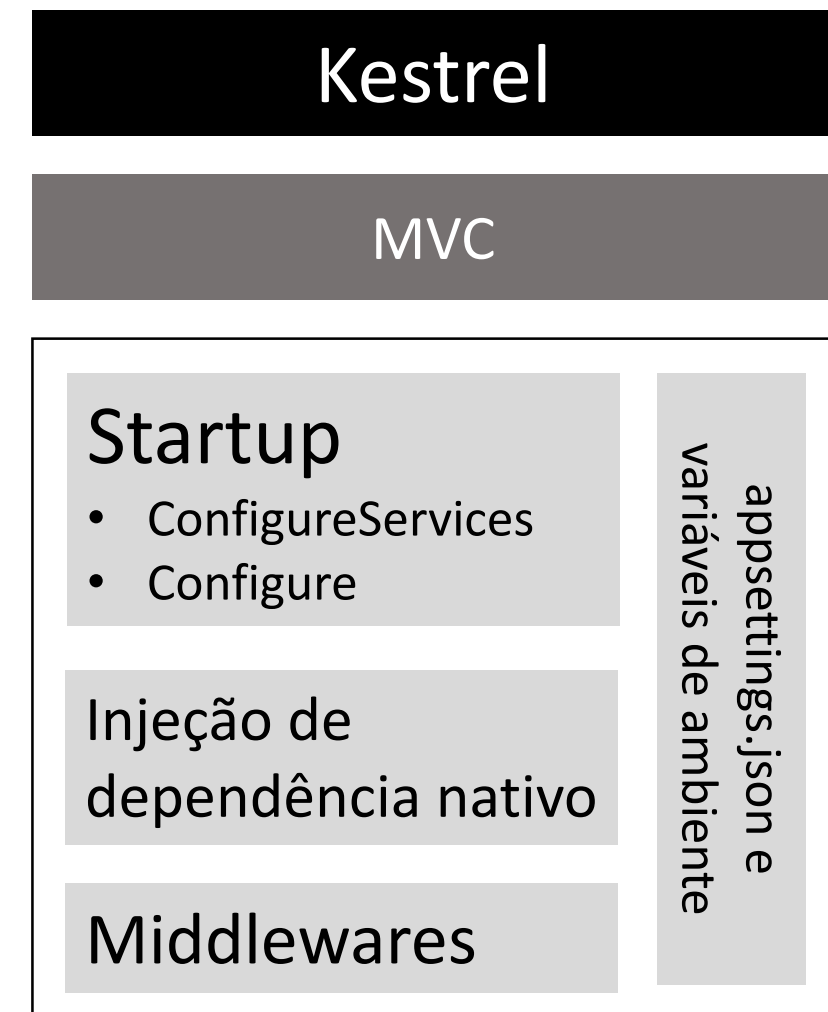 Kestrel
MVC
Startup
• ConfigureServices
• Configure
Injeção de
dependência nativo
Middlewares
appsettings.json e
variáveis de ambiente